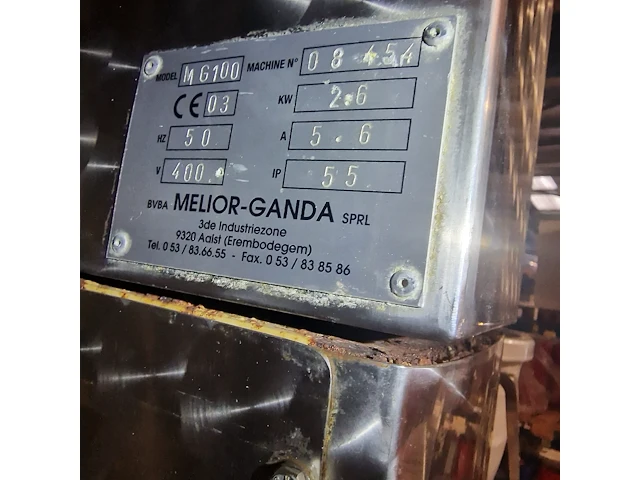 MODEL MG100 MACHINE N° 08 454
CE 03 KW 2.6
HZ 50 A 5.6
V 400. IP 55
BVBA MELIOR-GANDA SPRL
3de Industriezone
9320 Aalst (Erembodegem)
Tel. 0 53 / 83.66.55 - Fax. 0 53 / 83 85 86